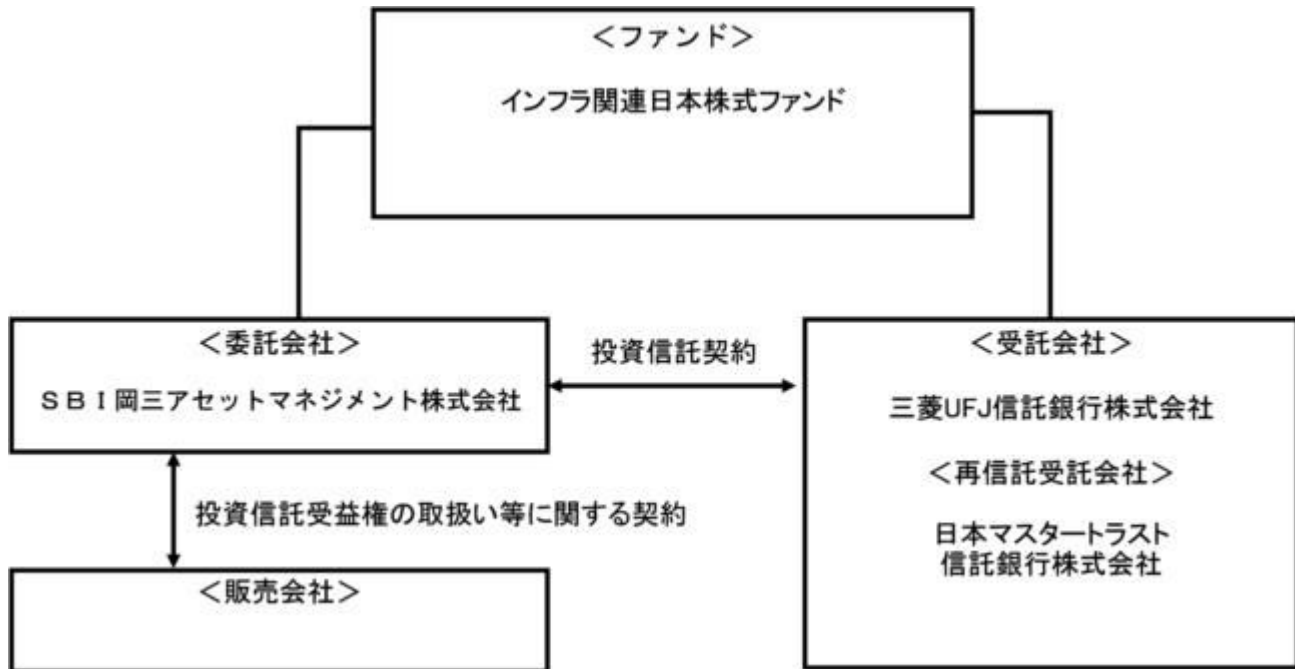 ＜ファンド＞
インフラ関連日本株式ファンド
＜委託会社＞
ＳＢＩ岡三アセットマネジメント株式会社
投資信託契約
＜受託会社＞
三菱UFJ信託銀行株式会社
＜再信託受託会社＞
日本マスタートラスト
信託銀行株式会社
投資信託受益権の取扱い等に関する契約
＜販売会社＞